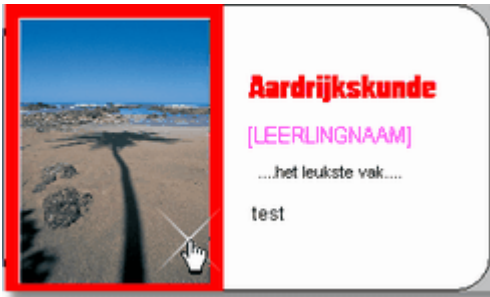 Aardrijkskunde
[LEERLINGNAAM]
....het leukste vak....
test